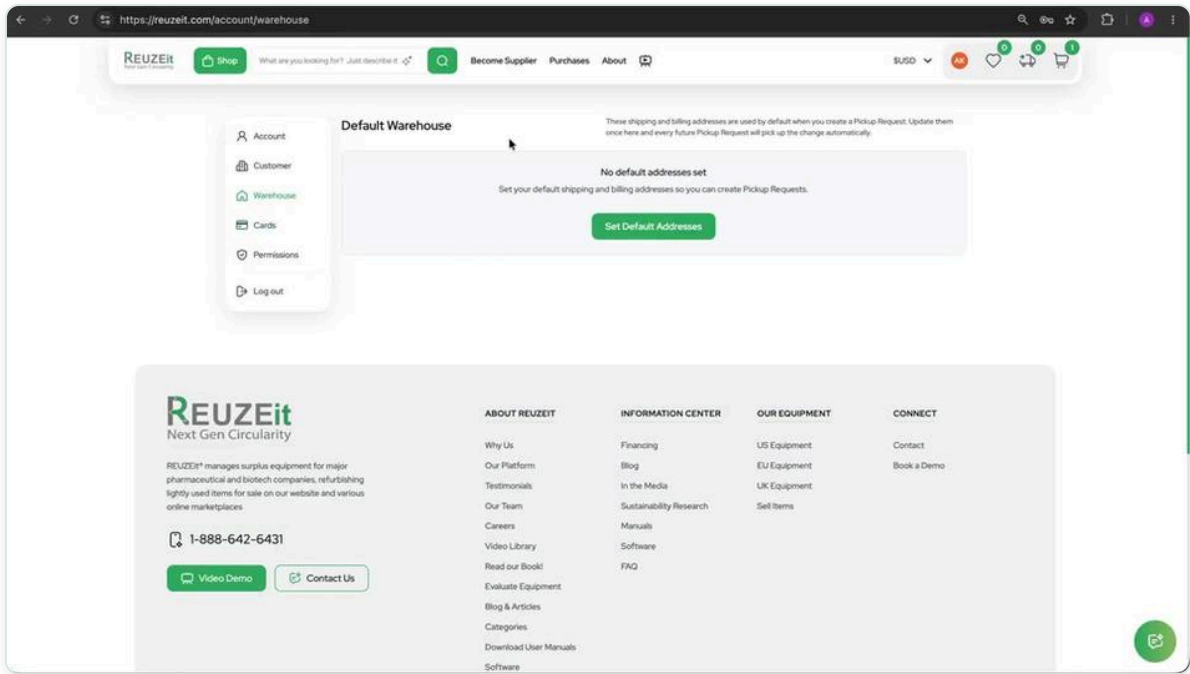 https://reuzeit.com/account/warehouse
A
REUZEit
Next Gen Circularity
Shop
What are you looking for? Just describe it
Become Supplier
Purchases
About
$USD
AK
0
0
1
Account
Customer
Warehouse
Cards
Permissions
Log out
Default Warehouse
These shipping and billing addresses are used by default when you create a Pickup Request. Update them
once here and every future Pickup Request will pick up the change automatically.
No default addresses set
Set your default shipping and billing addresses so you can create Pickup Requests.
Set Default Addresses
REUZEit
Next Gen Circularity
REUZEit® manages surplus equipment for major
pharmaceutical and biotech companies, refurbishing
lightly used items for sale on our website and various
online marketplaces
1-888-642-6431
Video Demo
Contact Us
ABOUT REUZEIT
Why Us
Our Platform
Testimonials
Our Team
Careers
Video Library
Read our Book!
Evaluate Equipment
Blog & Articles
Categories
Download User Manuals
Software
INFORMATION CENTER
Financing
Blog
In the Media
Sustainability Research
Manuals
Software
FAQ
OUR EQUIPMENT
US Equipment
EU Equipment
UK Equipment
Sell Items
CONNECT
Contact
Book a Demo